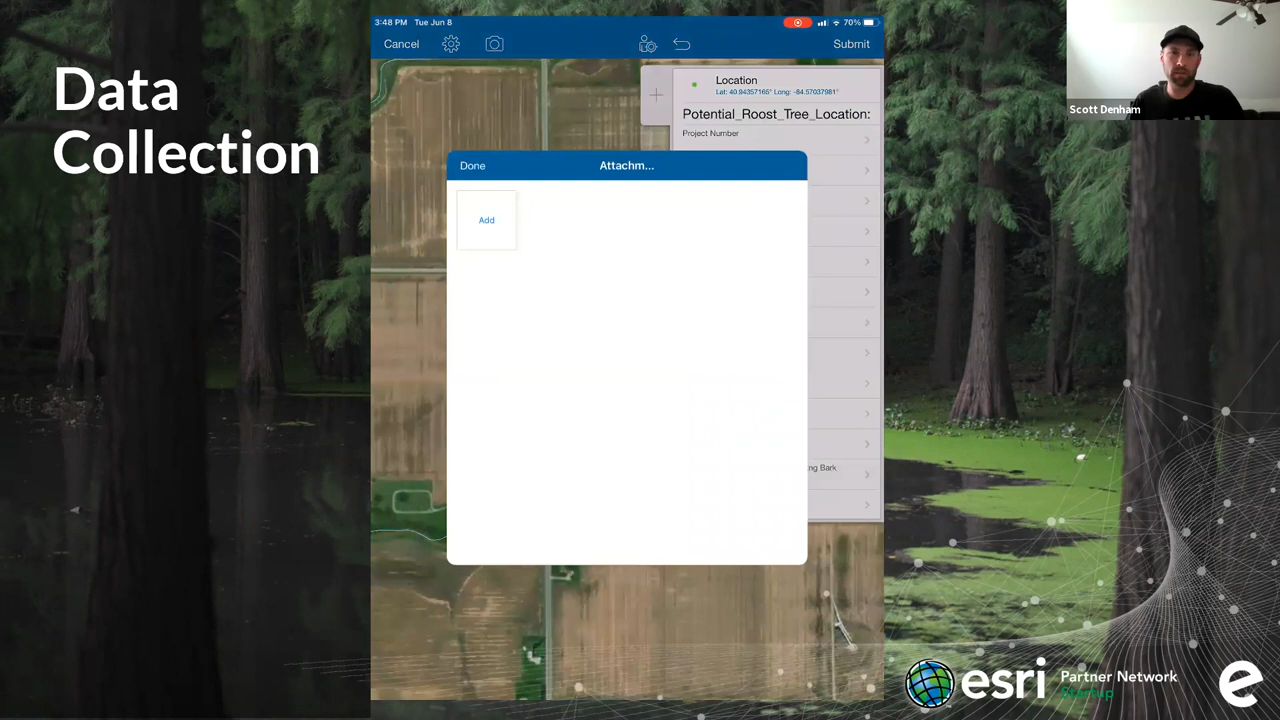 Data
Collection
3:48 PM Tue Jun 8
70%
Cancel
Submit
Location
Lat: 40.94357165° Long: -84.57037981°
Potential_Roost_Tree_Location:
Project Number
Done
Attachm...
Add
ng Bark
Scott Denham
esri
Partner Network
Startup
e